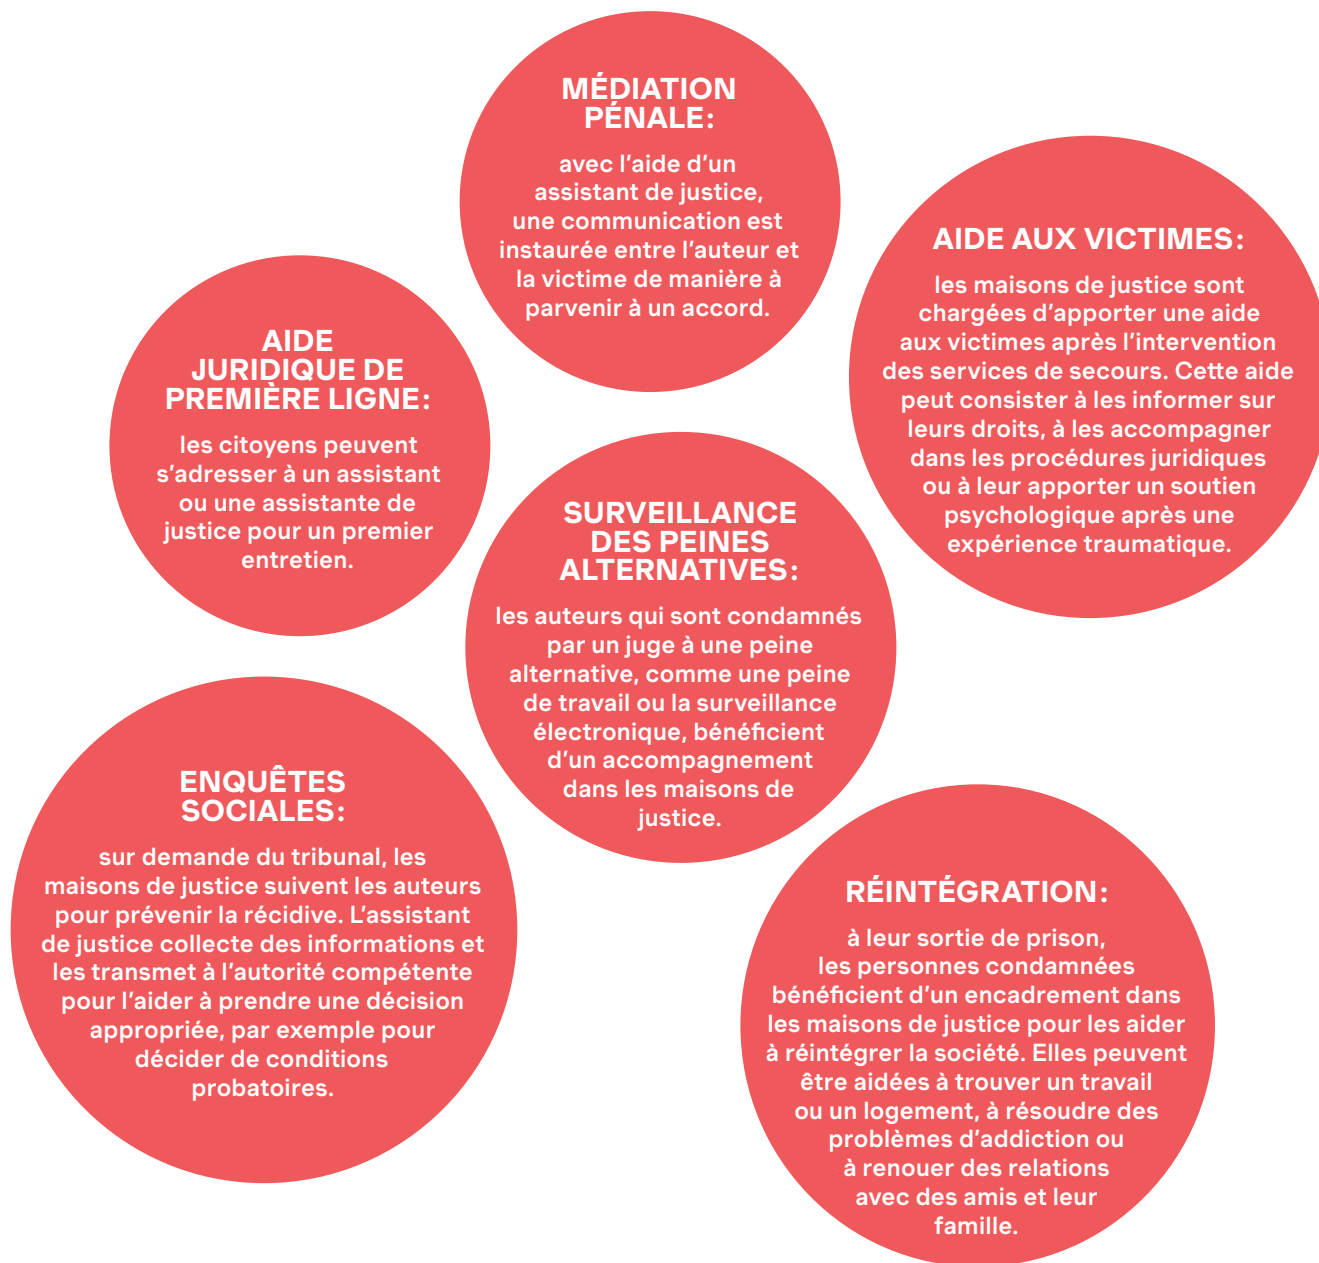 MÉDIATION
PÉNALE:
avec l’aide d’un
assistant de justice,
une communication est
instaurée entre l’auteur et
la victime de manière à
parvenir à un accord.
AIDE AUX VICTIMES:
les maisons de justice sont
chargées d’apporter une aide
aux victimes après l’intervention
des services de secours. Cette aide
peut consister à les informer sur
leurs droits, à les accompagner
dans les procédures juridiques
ou à leur apporter un soutien
psychologique après une
expérience traumatique.
AIDE
JURIDIQUE DE
PREMIÈRE LIGNE:
les citoyens peuvent
s’adresser à un assistant
ou une assistante de
justice pour un premier
entretien.
SURVEILLANCE
DES PEINES
ALTERNATIVES:
les auteurs qui sont condamnés
par un juge à une peine
alternative, comme une peine
de travail ou la surveillance
électronique, bénéficient
d’un accompagnement
dans les maisons de
justice.
ENQUÊTES
SOCIALES:
sur demande du tribunal, les
maisons de justice suivent les auteurs
pour prévenir la récidive. L’assistant
de justice collecte des informations et
les transmet à l’autorité compétente
pour l’aider à prendre une décision
appropriée, par exemple pour
décider de conditions
probatoires.
RÉINTÉGRATION:
à leur sortie de prison,
les personnes condamnées
bénéficient d’un encadrement dans
les maisons de justice pour les aider
à réintégrer la société. Elles peuvent
être aidées à trouver un travail
ou un logement, à résoudre des
problèmes d’addiction ou
à renouer des relations
avec des amis et leur
famille.